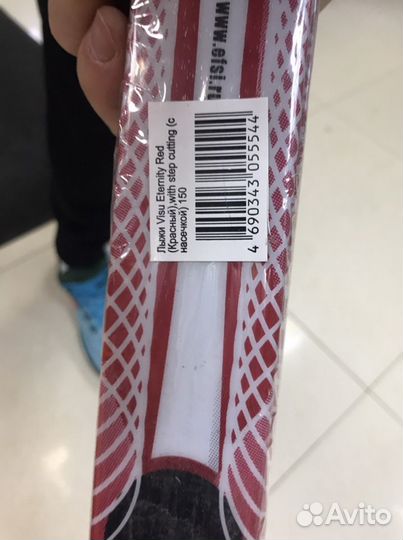 www.efsi.ru
Лыжи Visu Eternity Red
(Красный),with step cutting (с
насечкой) 150
4 690343 055544
Avito